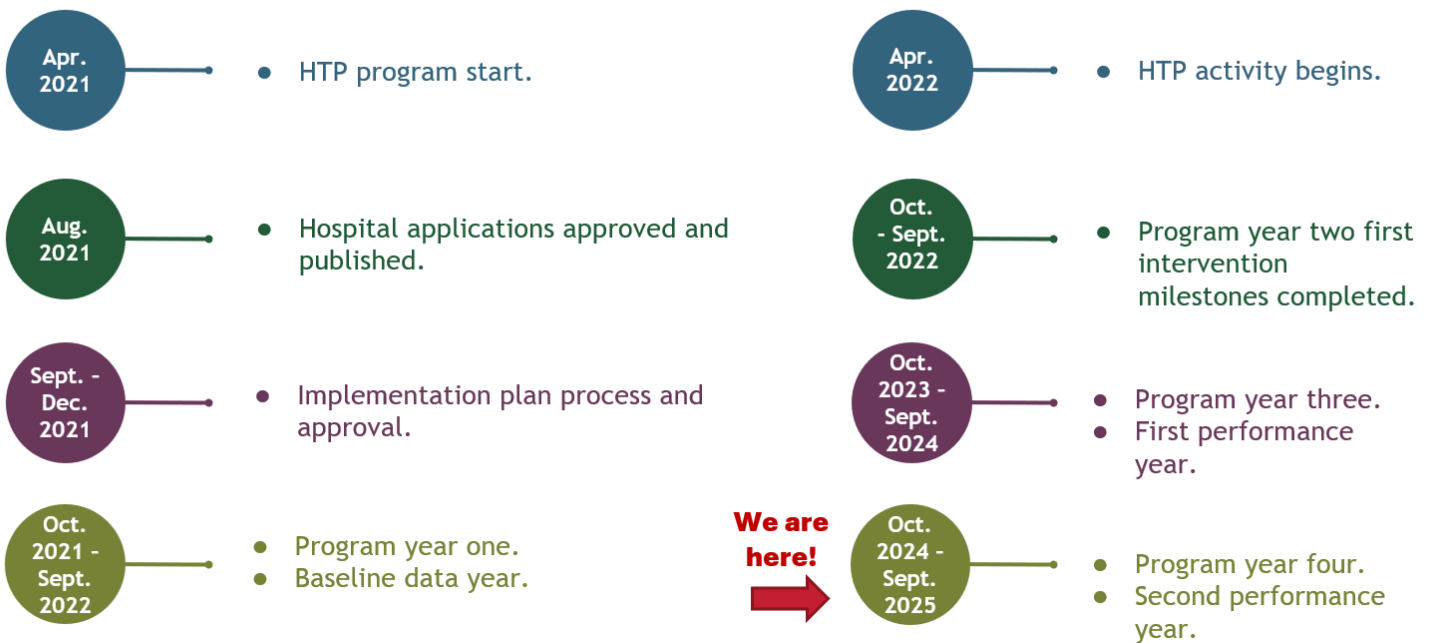 Apr.
2021
● HTP program start.
Aug.
2021
● Hospital applications approved and
published.
Sept. –
Dec.
2021
● Implementation plan process and
approval.
Oct.
2021 –
Sept.
2022
● Program year one.
● Baseline data year.
Apr.
2022
● HTP activity begins.
Oct.
- Sept.
2022
● Program year two first
intervention
milestones completed.
Oct.
2023 –
Sept.
2024
● Program year three.
● First performance
year.
We are
here!
Oct.
2024 –
Sept.
2025
● Program year four.
● Second performance
year.